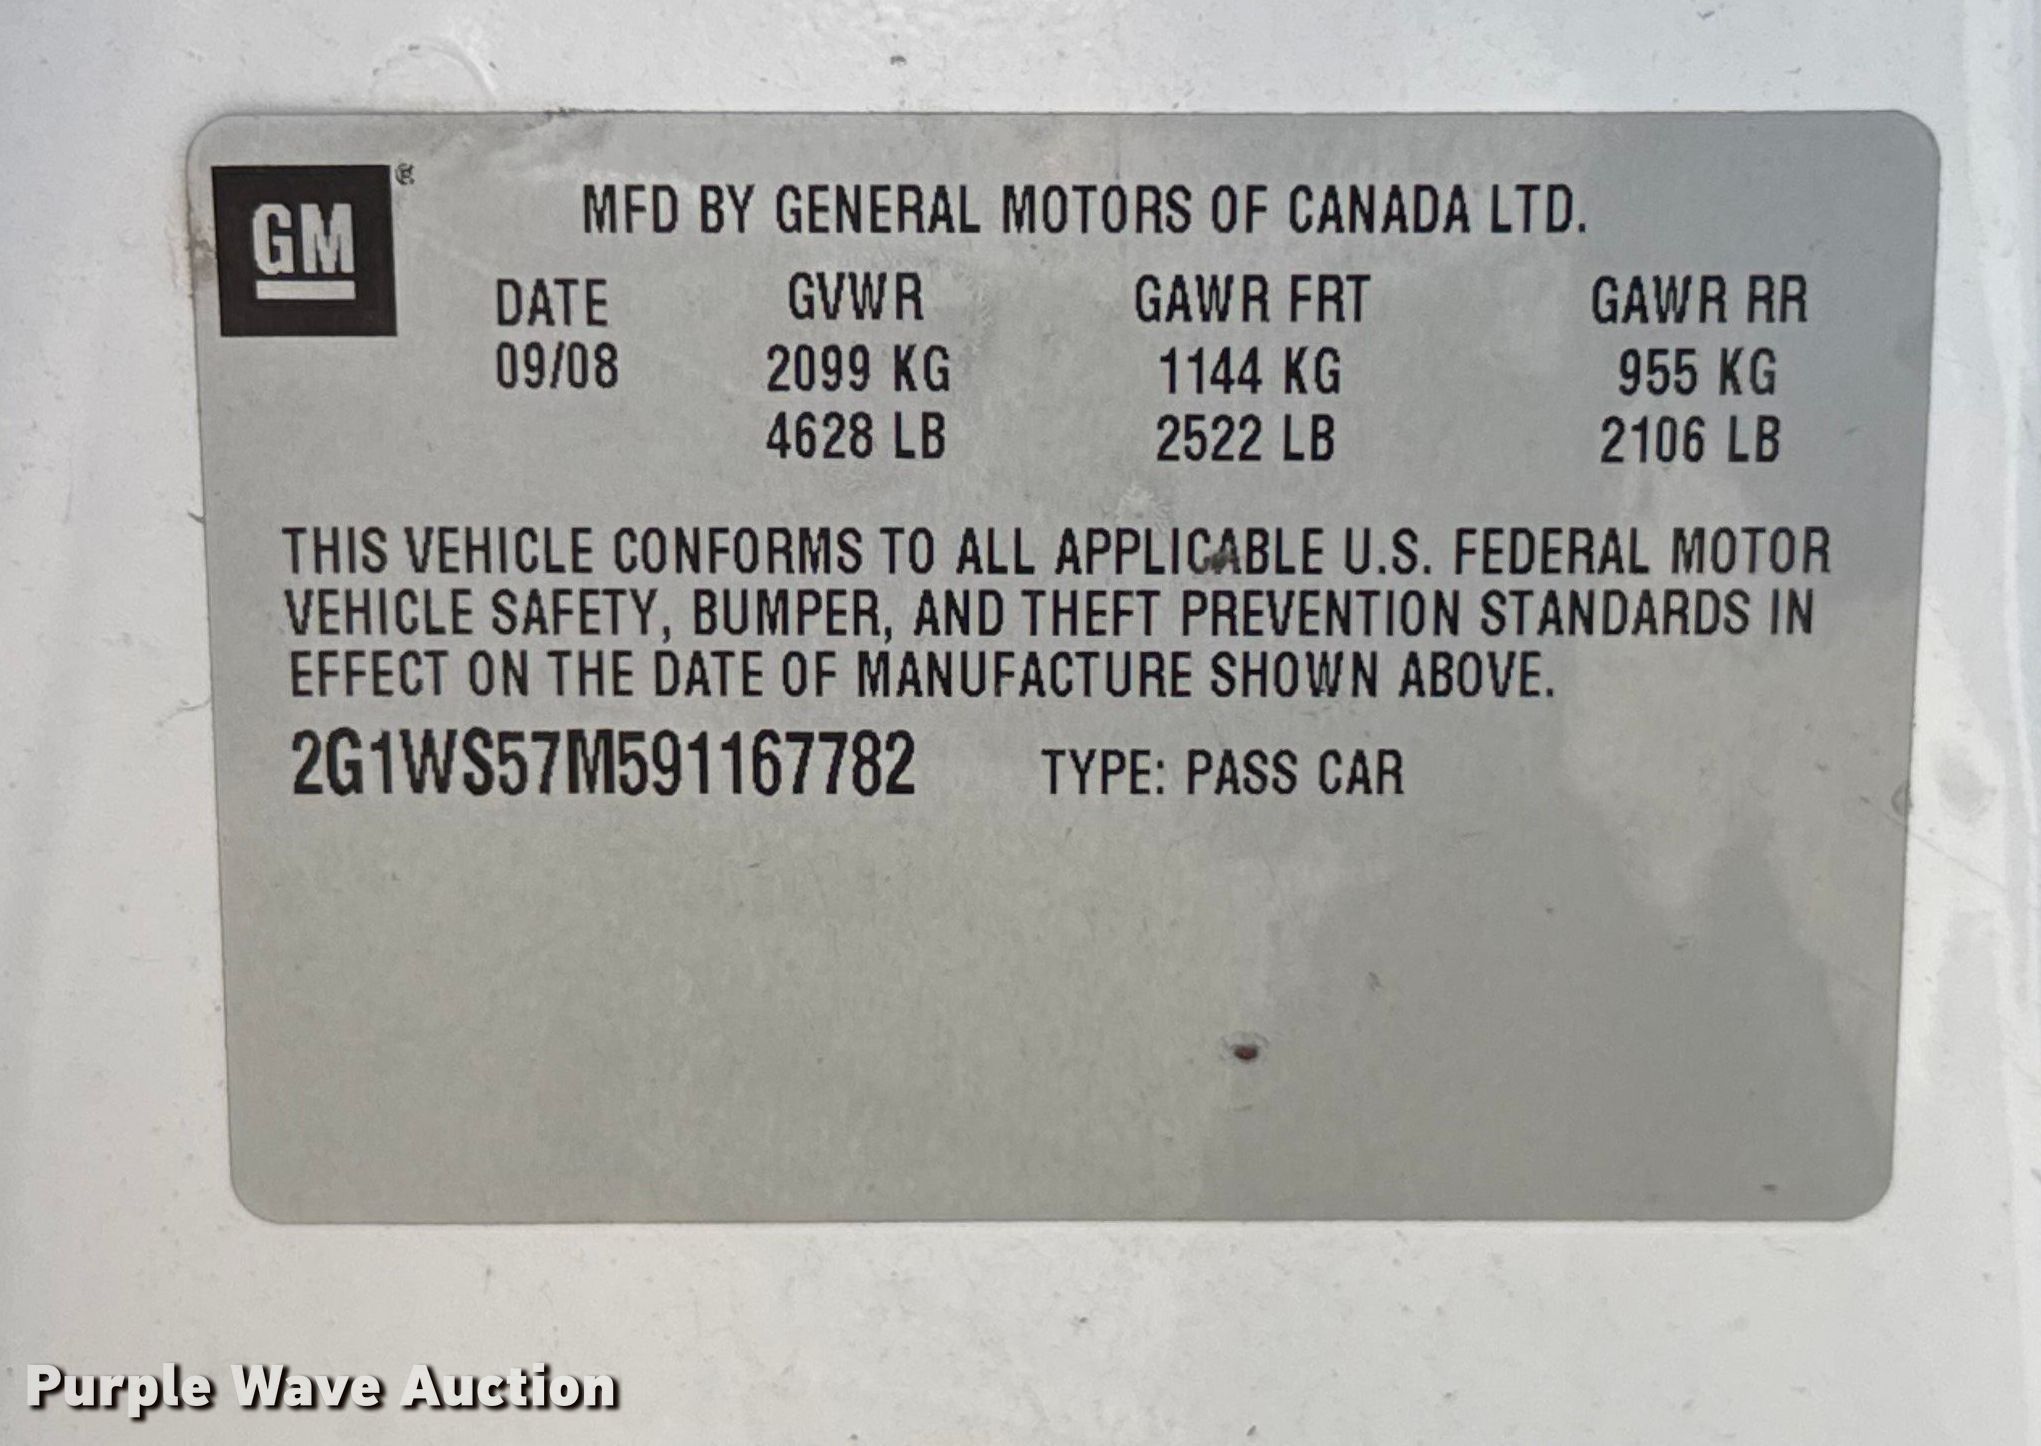 GM ®
MFD BY GENERAL MOTORS OF CANADA LTD.
DATE GVWR GAWR FRT GAWR RR
09/08 2099 KG 1144 KG 955 KG
4628 LB 2522 LB 2106 LB
THIS VEHICLE CONFORMS TO ALL APPLICABLE U.S. FEDERAL MOTOR
VEHICLE SAFETY, BUMPER, AND THEFT PREVENTION STANDARDS IN
EFFECT ON THE DATE OF MANUFACTURE SHOWN ABOVE.
2G1WS57M591167782 TYPE: PASS CAR
Purple Wave Auction